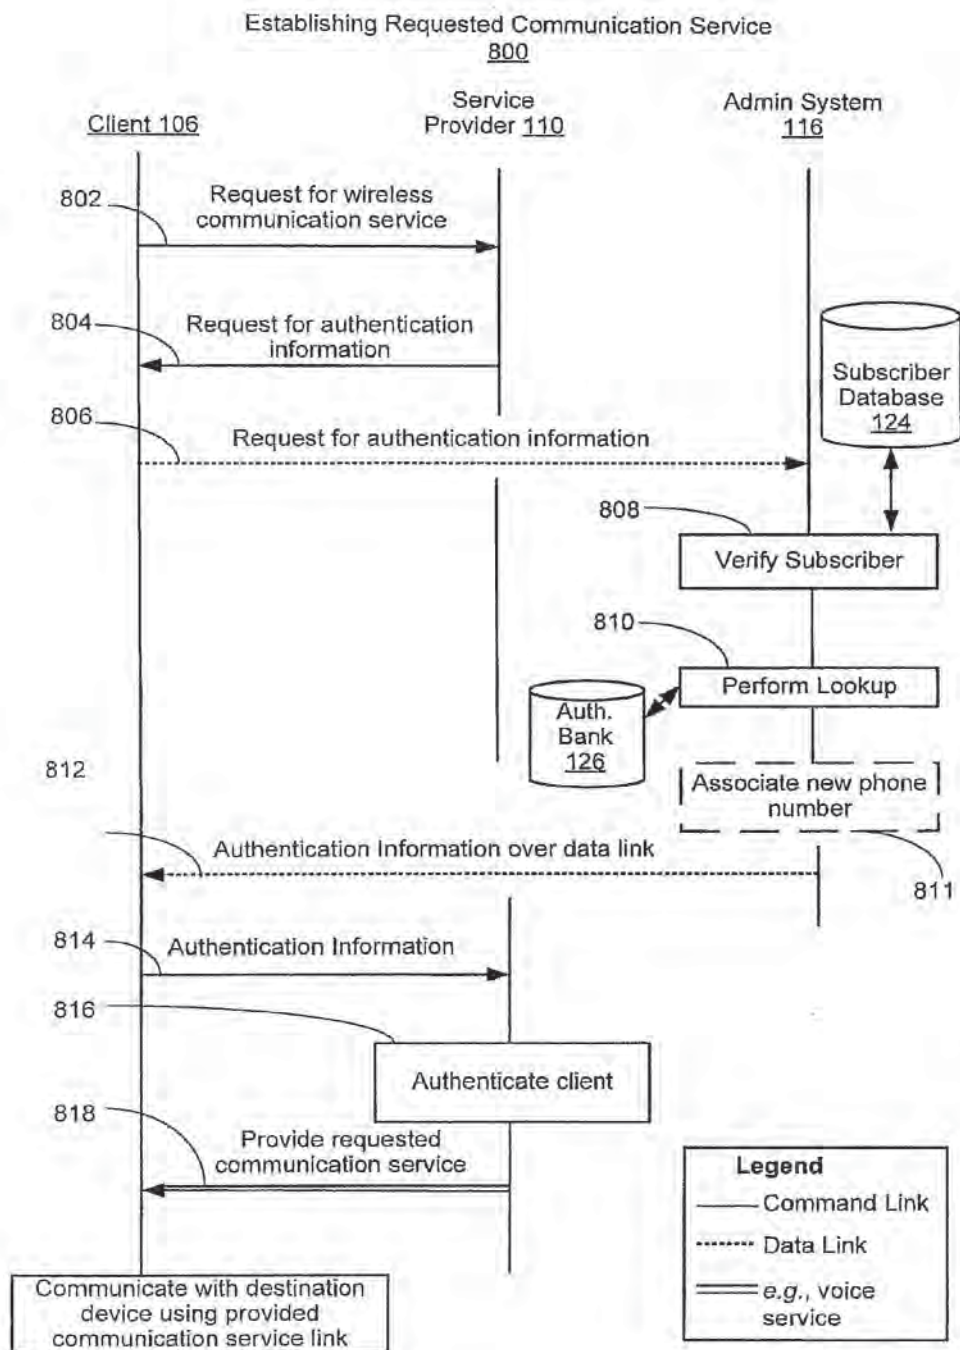 Establishing Requested Communication Service
800
Client 106
Service
Provider 110
Admin System
116
802
Request for wireless
communication service
804
Request for authentication
information
Subscriber
Database
124
806
Request for authentication information
808
Verify Subscriber
810
Perform Lookup
Auth.
Bank
126
812
Associate new phone
number
Authentication Information over data link
811
814
Authentication Information
816
Authenticate client
818
Provide requested
communication service
Legend
Command Link
Data Link
e.g., voice
service
Communicate with destination
device using provided
communication service link